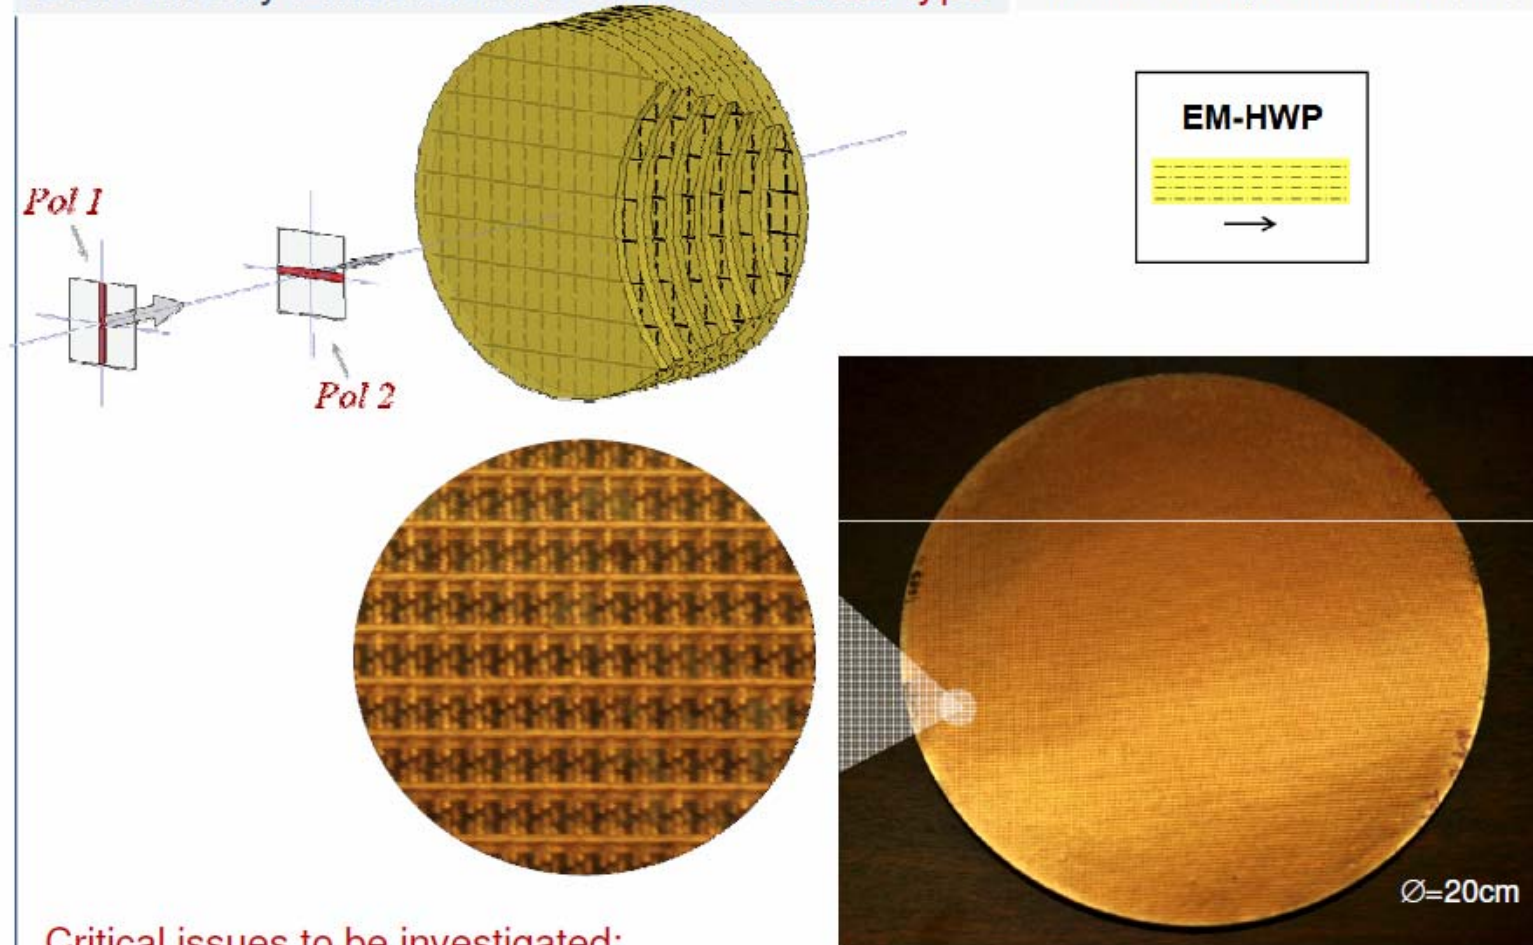 Pol 1
Pol 2
EM-HWP
Ø=20cm
Critical issues to be investigated: